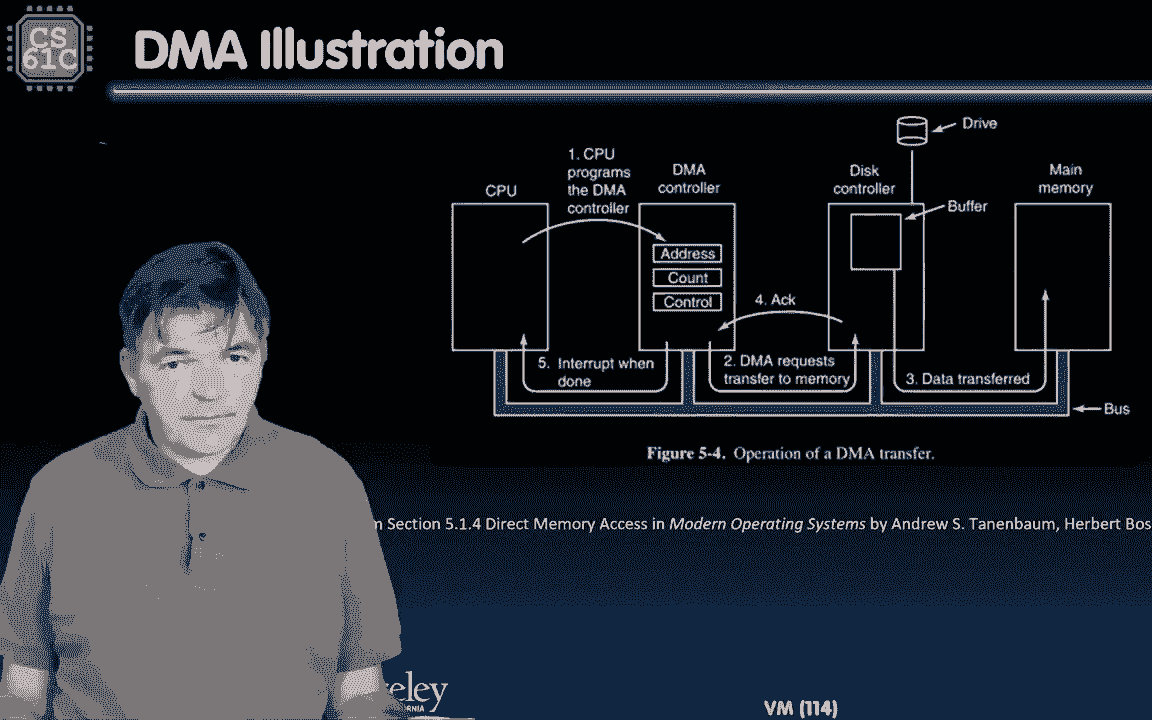 CS
61C
DMA Illustration
Drive
1. CPU
programs
the DMA
controller
CPU
DMA
controller
Disk
controller
Main
memory
Buffer
Address
Count
Control
4. Ack
5. Interrupt when
done
2. DMA requests
transfer to memory
3. Data transferred
Bus
Figure 5-4. Operation of a DMA transfer.
Section 5.1.4 Direct Memory Access in Modern Operating Systems by Andrew S. Tanenbaum, Herbert Bos
eley
RNIA
VM (114)